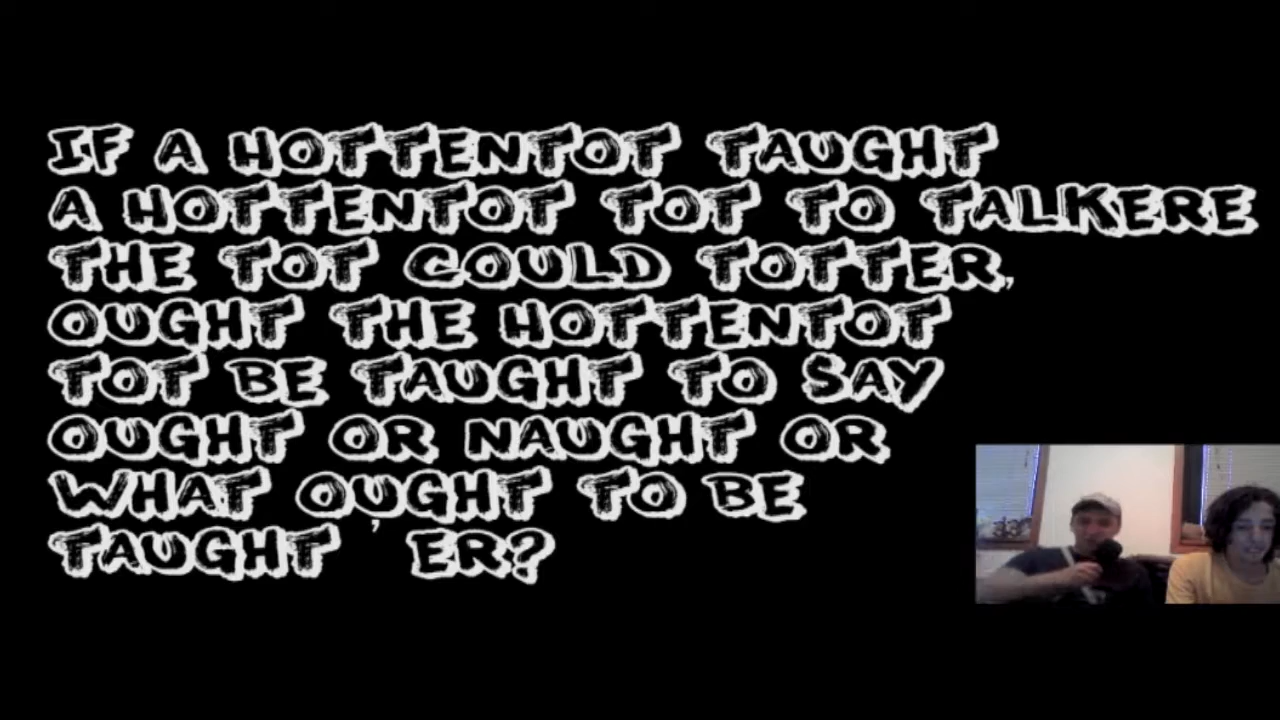 IF A HOTTENTOT TAUGHT
A HOTTENTOT TOT TO TALKERE
THE TOT COULD TOTTER,
OUGHT THE HOTTENTOT
TOT BE TAUGHT TO SAY
OUGHT OR NAUGHT OR
WHAT OUGHT TO BE
TAUGHT 'ER?